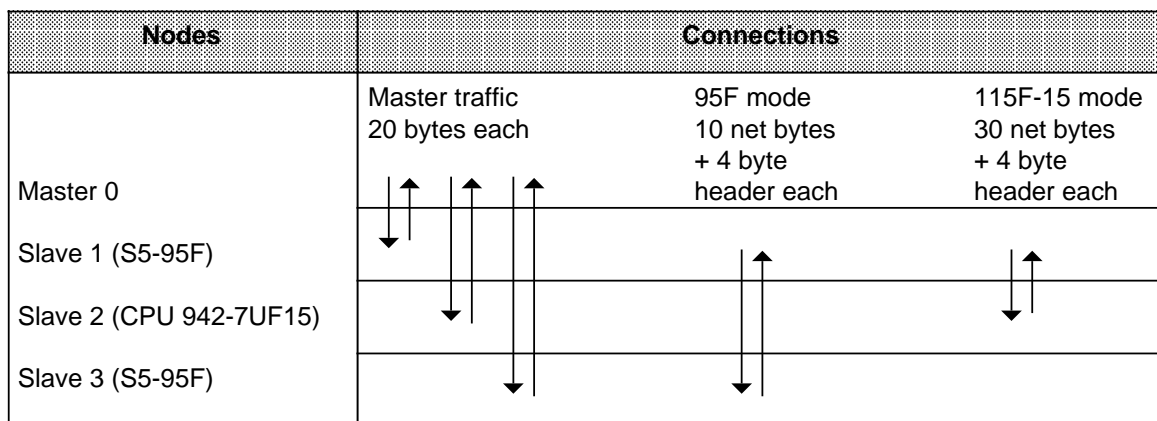 Nodes
Connections
Master traffic
20 bytes each
95F mode
10 net bytes
+ 4 byte
header each
115F-15 mode
30 net bytes
+ 4 byte
header each
Master 0
Slave 1 (S5-95F)
Slave 2 (CPU 942-7UF15)
Slave 3 (S5-95F)